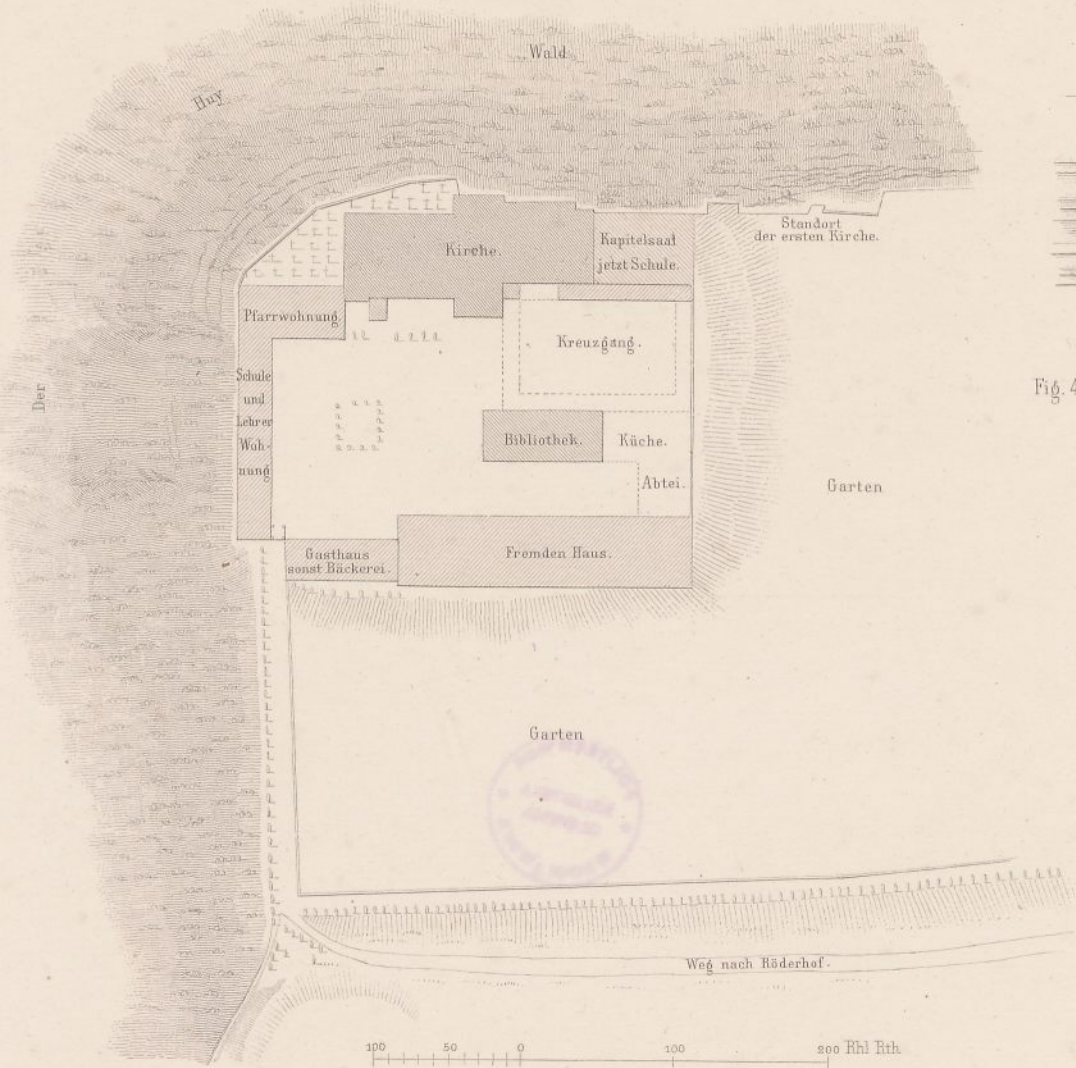 Wald
Huy
Der
Standort
der ersten Kirche.
Kirche.
Kapitelsaal
jetzt Schule.
Pfarrwohnung.
Kreuzgang.
Schule
und
Lehrer
Woh-
nung
Fig. 4
Bibliothek.
Küche.
Abtei.
Garten
Gasthaus
sonst Bäckerei.
Fremden Haus.
Garten
Weg nach Röderhof.
100 50 0 100 200 Rhl Rth.